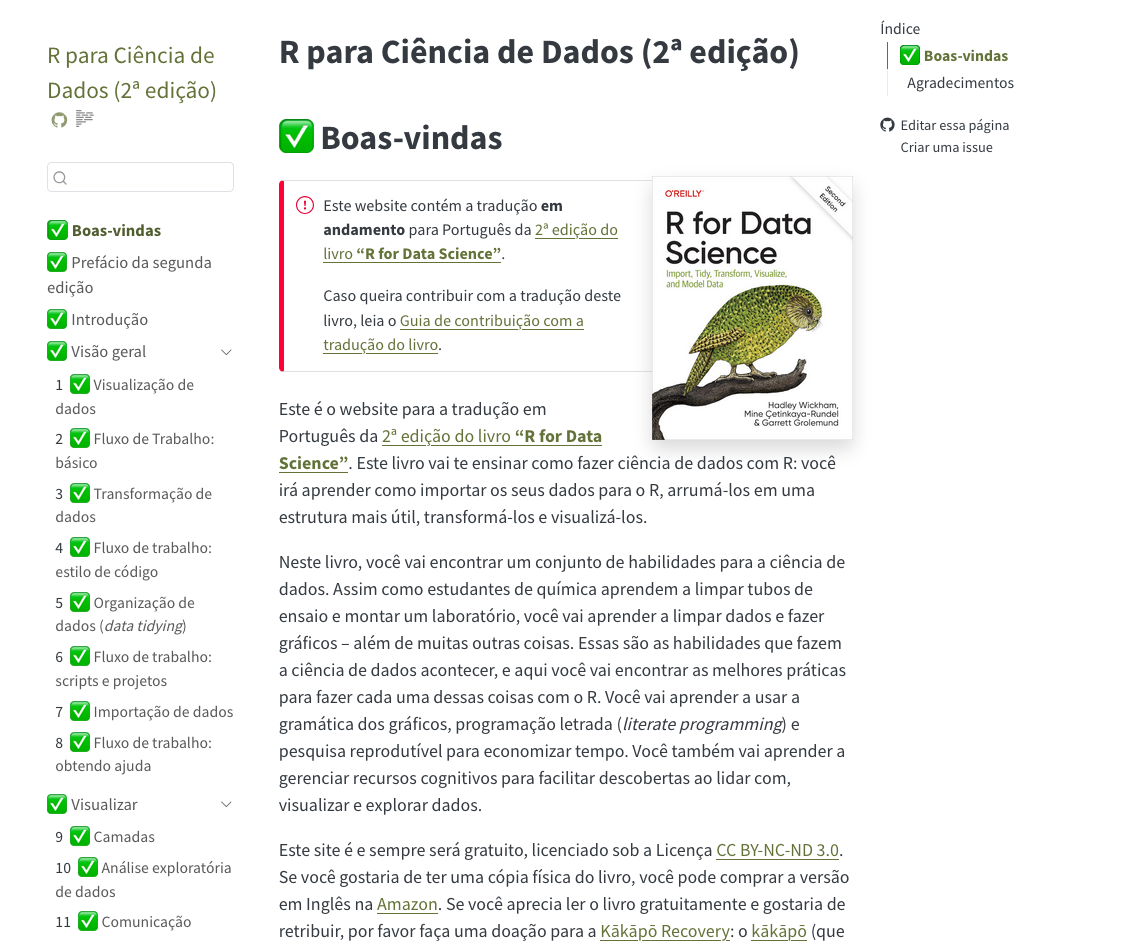 R para Ciência de
Dados (2ª edição)
✅ Boas-vindas
✅ Prefácio da segunda
edição
✅ Introdução
✅ Visão geral
1 ✅ Visualização de
dados
2 ✅ Fluxo de Trabalho:
básico
3 ✅ Transformação de
dados
4 ✅ Fluxo de trabalho:
estilo de código
5 ✅ Organização de
dados (data tidying)
6 ✅ Fluxo de trabalho:
scripts e projetos
7 ✅ Importação de dados
8 ✅ Fluxo de trabalho:
obtendo ajuda
✅ Visualizar
9 ✅ Camadas
10 ✅ Análise exploratória
de dados
11 ✅ Comunicação
R para Ciência de Dados (2ª edição)
✅ Boas-vindas
Este website contém a tradução em
andamento para Português da 2ª edição do
livro “R for Data Science”.
Caso queira contribuir com a tradução deste
livro, leia o Guia de contribuição com a
tradução do livro.
O'REILLY
Second
Edition
R for Data
Science
Import, Tidy, Transform, Visualize,
and Model Data
Hadley Wickham,
Mine Çetinkaya-Rundel
& Garrett Grolemund
Este é o website para a tradução em
Português da 2ª edição do livro “R for Data
Science”. Este livro vai te ensinar como fazer ciência de dados com R: você
irá aprender como importar os seus dados para o R, arrumá-los em uma
estrutura mais útil, transformá-los e visualizá-los.
Neste livro, você vai encontrar um conjunto de habilidades para a ciência de
dados. Assim como estudantes de química aprendem a limpar tubos de
ensaio e montar um laboratório, você vai aprender a limpar dados e fazer
gráficos – além de muitas outras coisas. Essas são as habilidades que fazem
a ciência de dados acontecer, e aqui você vai encontrar as melhores práticas
para fazer cada uma dessas coisas com o R. Você vai aprender a usar a
gramática dos gráficos, programação letrada (literate programming) e
pesquisa reprodutível para economizar tempo. Você também vai aprender a
gerenciar recursos cognitivos para facilitar descobertas ao lidar com,
visualizar e explorar dados.
Este site é e sempre será gratuito, licenciado sob a Licença CC BY-NC-ND 3.0.
Se você gostaria de ter uma cópia física do livro, você pode comprar a versão
em Inglês na Amazon. Se você aprecia ler o livro gratuitamente e gostaria de
retribuir, por favor faça uma doação para a Kākāpō Recovery: o kākāpō (que
Índice
✅ Boas-vindas
Agradecimentos
Editar essa página
Criar uma issue